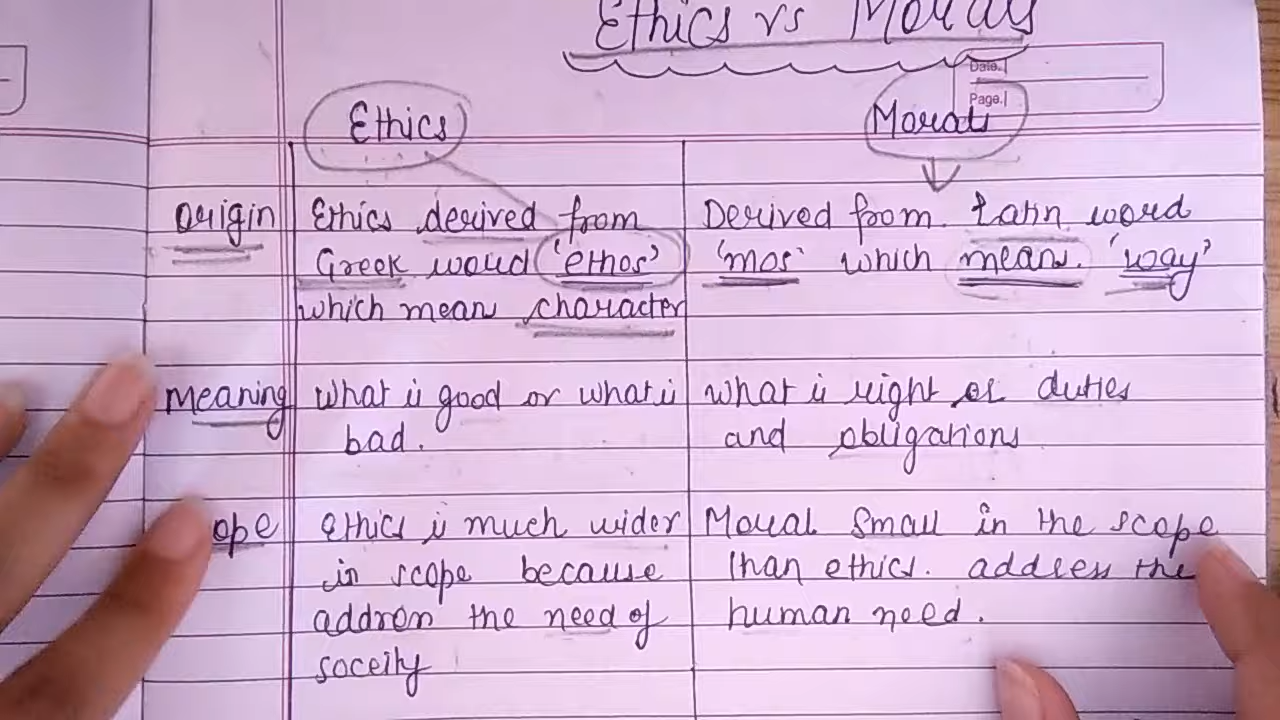 Ethics vs Morals
Date.
Page.
Ethics
Morals
origin
Ethics derived from
Greek word 'ethos'
which mean character
Derived from Latin word
'mos' which mean 'way'
meaning
what is good or what is
bad.
what is right or duties
and obligations
ope
Ethics is much wider
in scope because
address the need of
soceity
Moral small in the scope
than ethics. address the
human need.